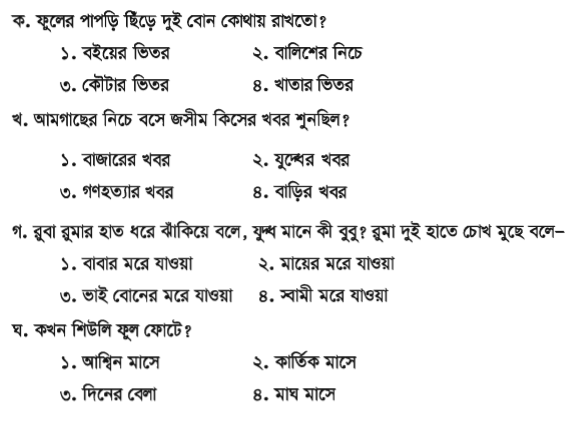 ক. ফুলের পাপড়ি ছিঁড়ে দুই বোন কোথায় রাখতো?
১. বইয়ের ভিতর ২. বালিশের নিচে
৩. কৌটার ভিতর ৪. খাতার ভিতর
খ. আমগাছের নিচে বসে জসীম কিসের খবর শুনছিল?
১. বাজারের খবর ২. যুদ্ধের খবর
৩. গণহত্যার খবর ৪. বাড়ির খবর
গ. রুবা রুমার হাত ধরে ঝাঁকিয়ে বলে, যুদ্ধ মানে কী বুবু? রুমা দুই হাতে চোখ মুছে বলে–
১. বাবার মরে যাওয়া ২. মায়ের মরে যাওয়া
৩. ভাই বোনের মরে যাওয়া ৪. স্বামী মরে যাওয়া
ঘ. কখন শিউলি ফুল ফোটে?
১. আশ্বিন মাসে ২. কার্তিক মাসে
৩. দিনের বেলা ৪. মাঘ মাসে